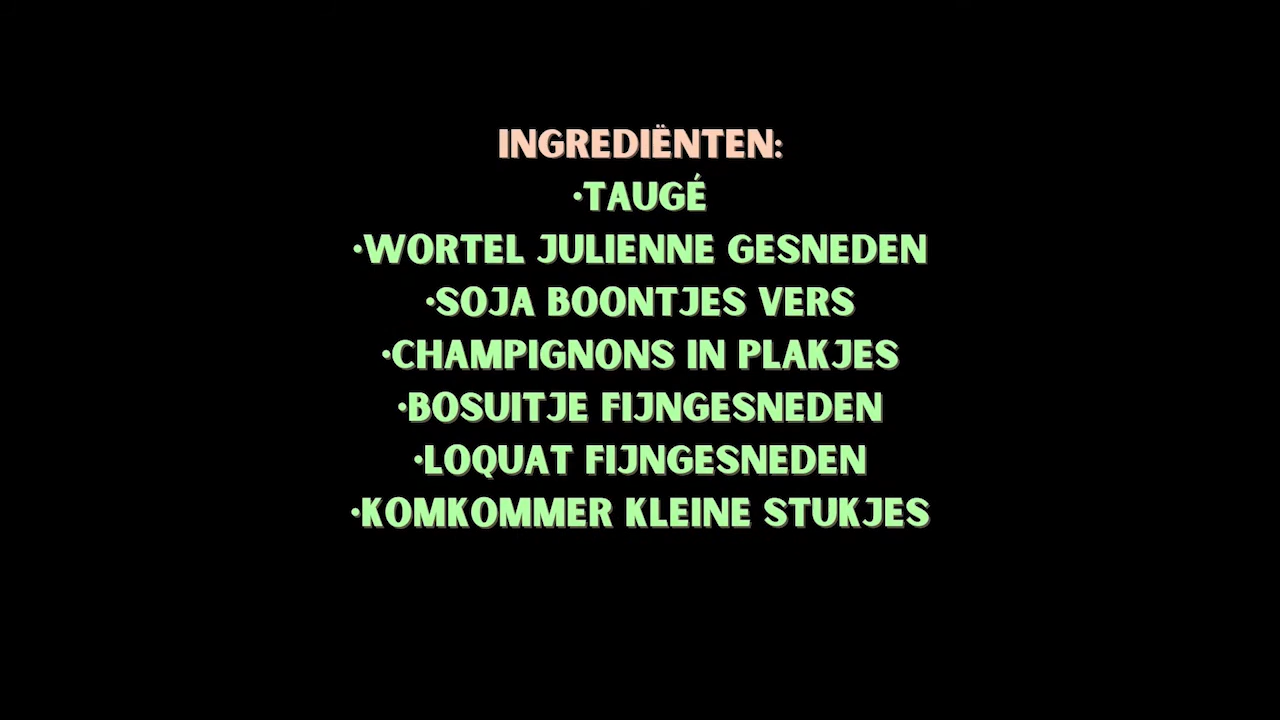 INGREDIËNTEN:
•TAUGÉ
•WORTEL JULIENNE GESNEDEN
•SOJA BOONTJES VERS
•CHAMPIGNONS IN PLAKJES
•BOSUITJE FIJNGESNEDEN
•LOQUAT FIJNGESNEDEN
•KOMKOMMER KLEINE STUKJES